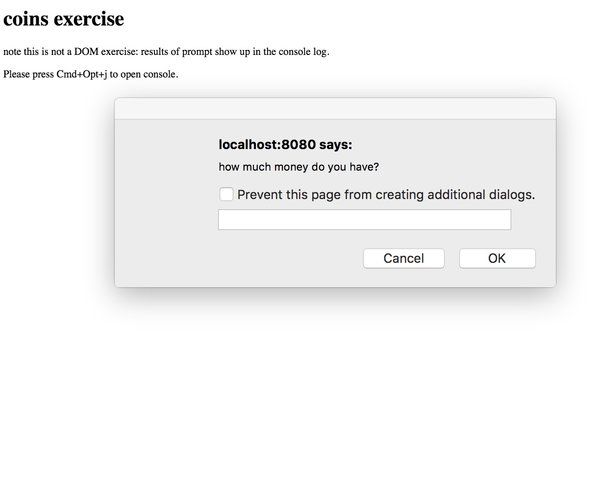 coins exercise
note this is not a DOM exercise: results of prompt show up in the console log.
Please press Cmd+Opt+j to open console.
localhost:8080 says:
how much money do you have?
Prevent this page from creating additional dialogs.
Cancel OK